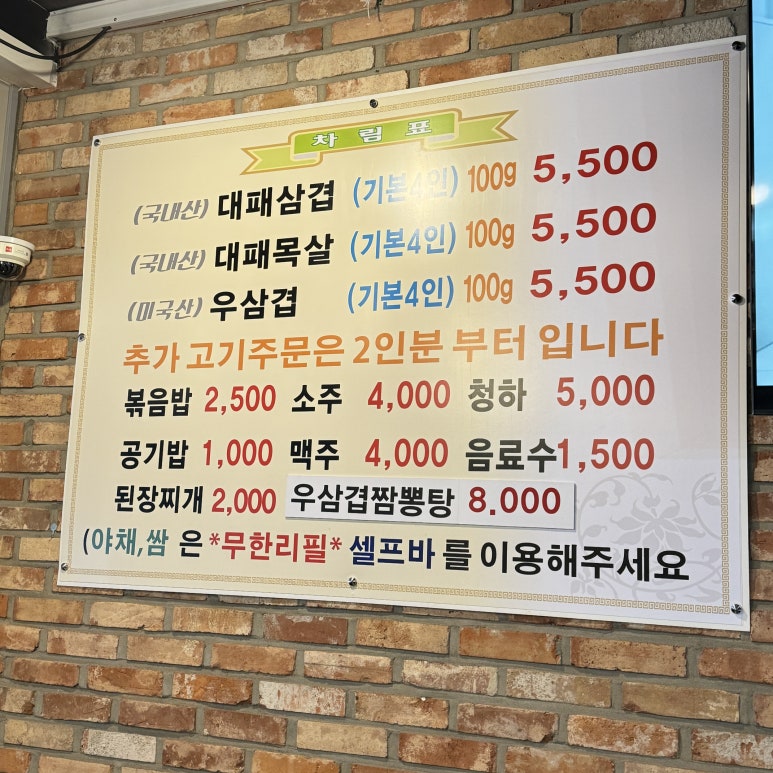 차림표
(국내산) 대패삼겹 (기본4인) 100g 5,500
(국내산) 대패목살 (기본4인) 100g 5,500
(미국산) 우삼겹 (기본4인) 100g 5,500
추가 고기주문은 2인분 부터 입니다
볶음밥 2,500 소주 4,000 청하 5,000
공기밥 1,000 맥주 4,000 음료수 1,500
된장찌개 2,000 우삼겹짬뽕탕 8.000
(야채,쌈 은 *무한리필* 셀프바 를 이용해주세요